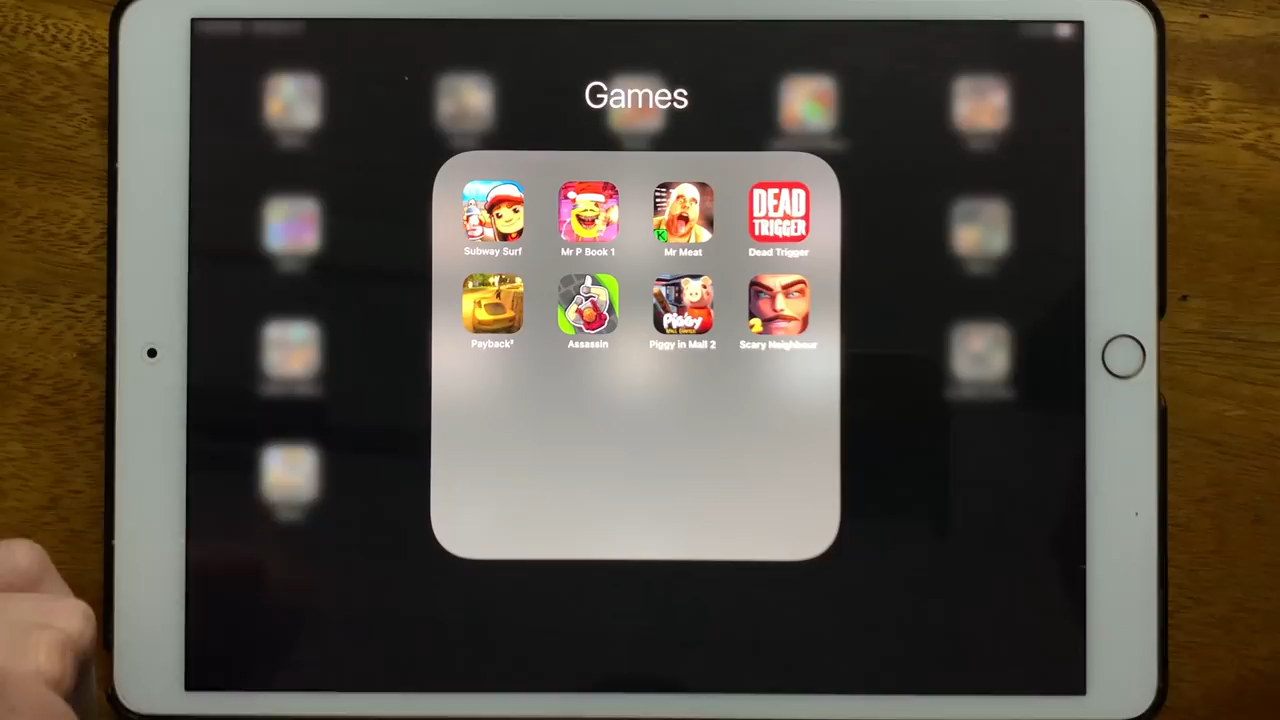 Games
DEAD
TRIGGER
Subway Surf
Mr P Book 1
Mr Meat
Dead Trigger
K
Piggy
2
Payback²
Assassin
Piggy in Mall 2
Scary Neighbour